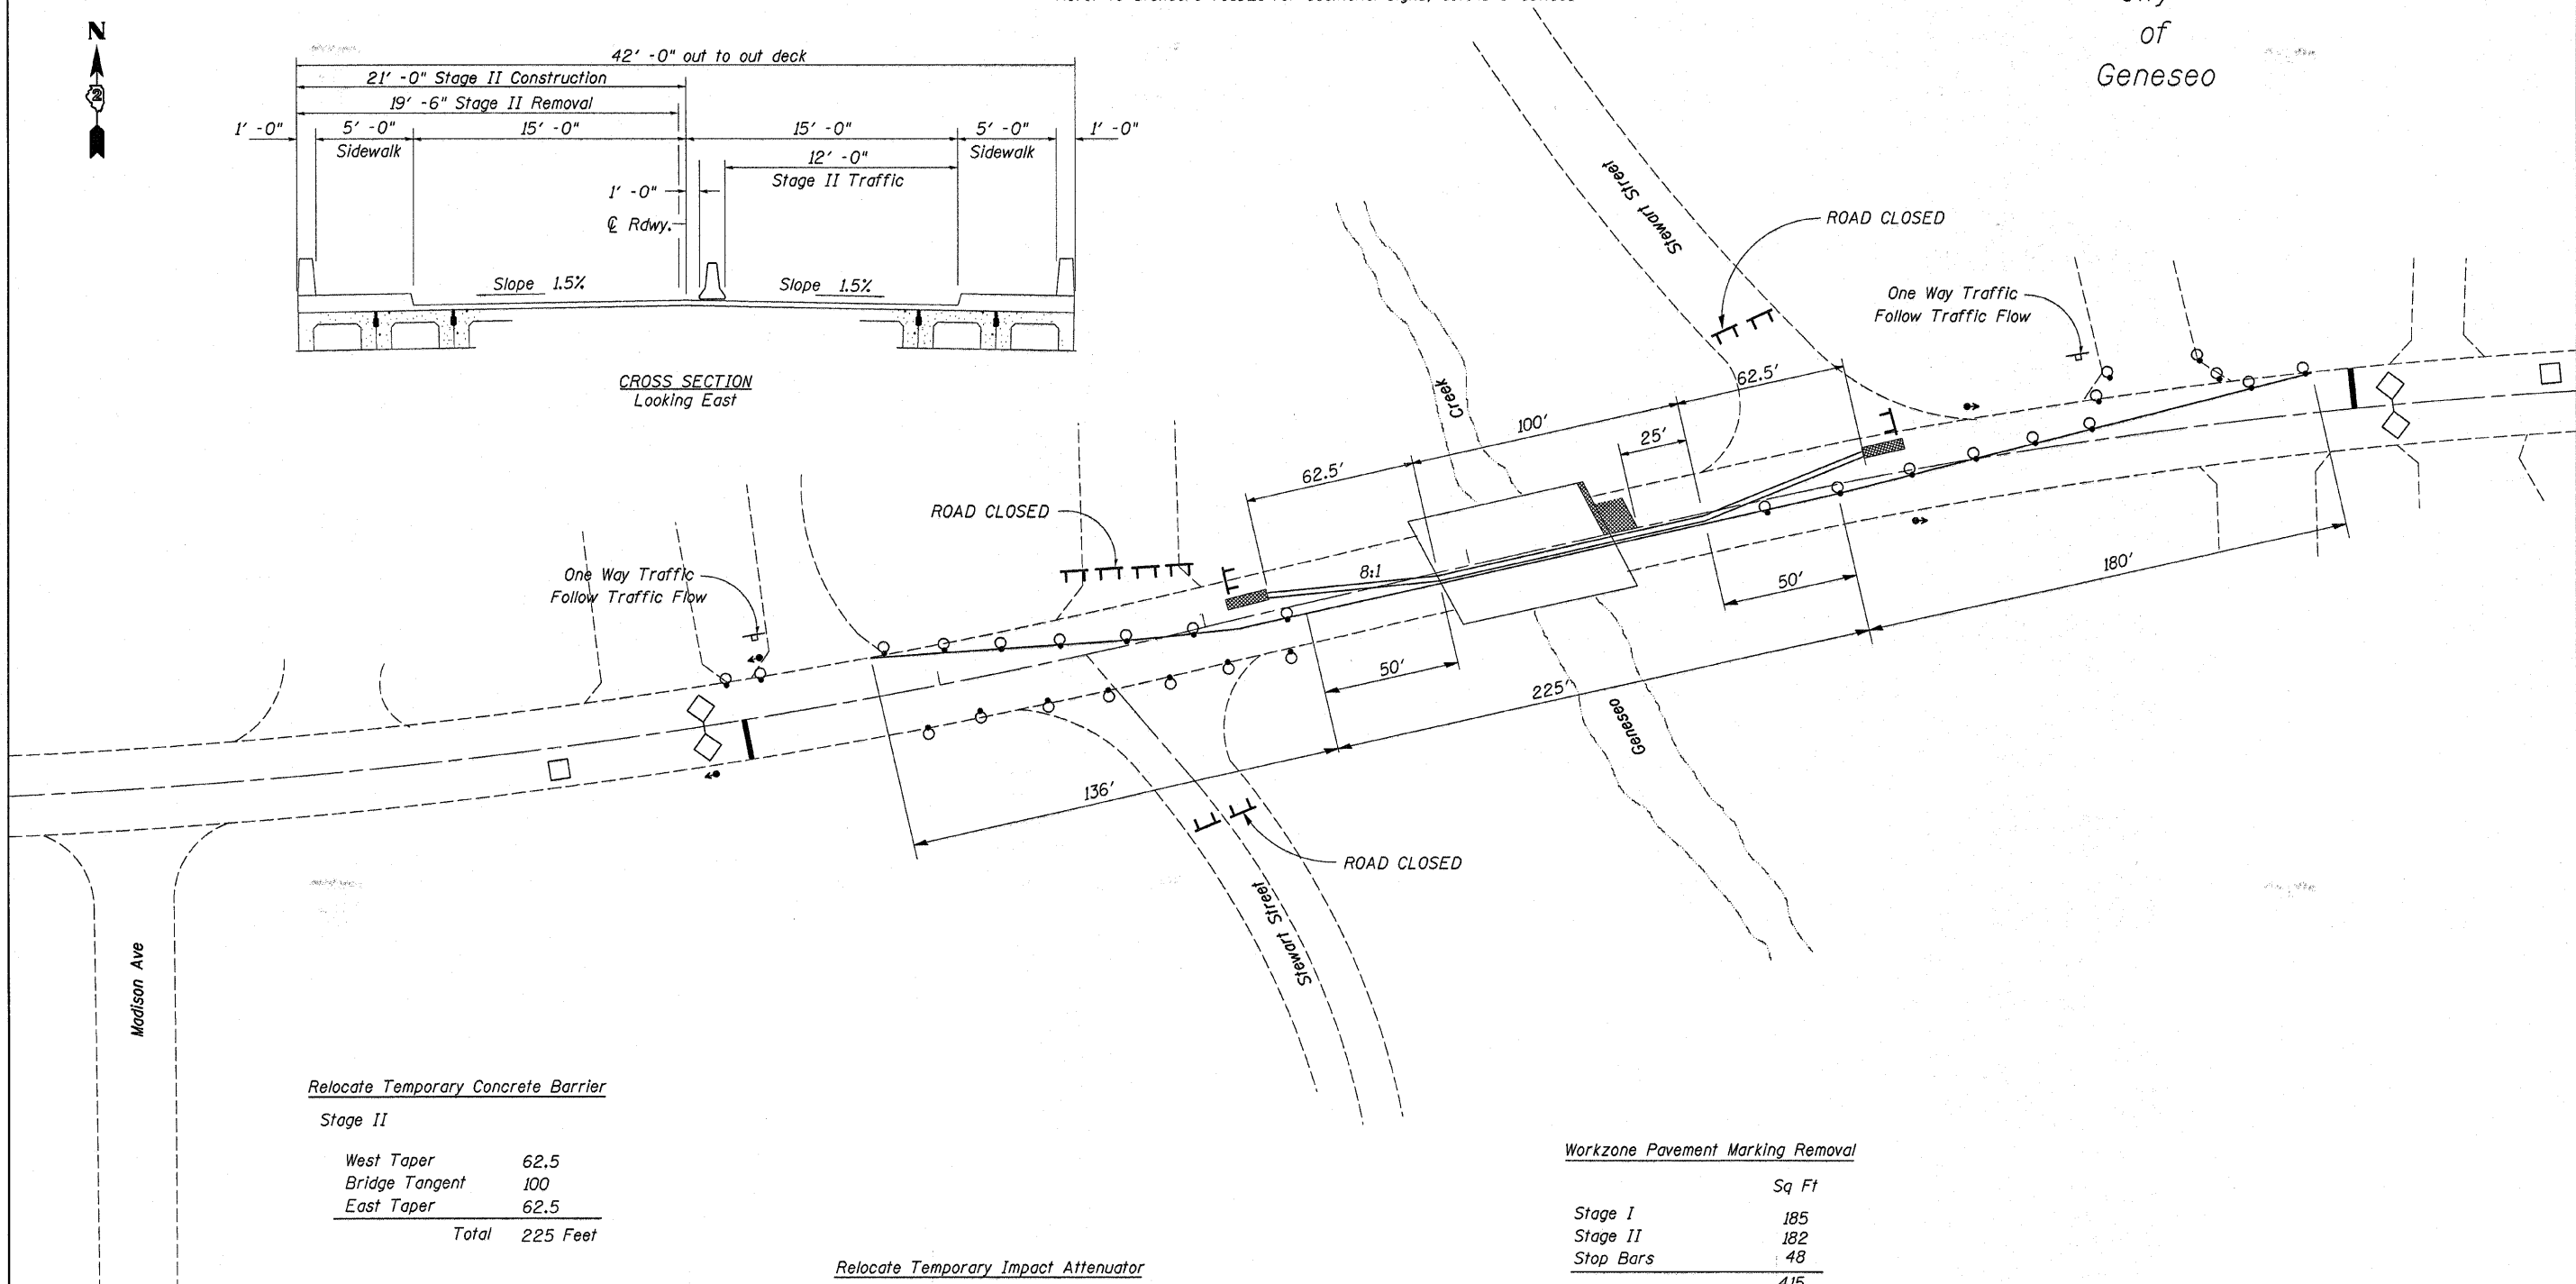 City
of
Geneseo
N
2
42' -0" out to out deck
21' -0" Stage II Construction
19' -6" Stage II Removal
1' -0"
5' -0"
15' -0"
15' -0"
5' -0"
1' -0"
Sidewalk
Sidewalk
12' -0"
Stage II Traffic
1' -0"
℄ Rdwy.
Slope 1.5%
Slope 1.5%
CROSS SECTION
Looking East
Stewart Street
ROAD CLOSED
One Way Traffic
Follow Traffic Flow
Creek
62.5'
100'
25'
62.5'
ROAD CLOSED
8:1
One Way Traffic
Follow Traffic Flow
50'
180'
50'
225'
136'
Geneseo
ROAD CLOSED
Stewart Street
Madison Ave
Relocate Temporary Concrete Barrier
Stage II
West Taper 62.5
Bridge Tangent 100
East Taper 62.5
Total 225 Feet
Relocate Temporary Impact Attenuator
Workzone Pavement Marking Removal
Sq Ft
Stage I 185
Stage II 182
Stop Bars 48
415